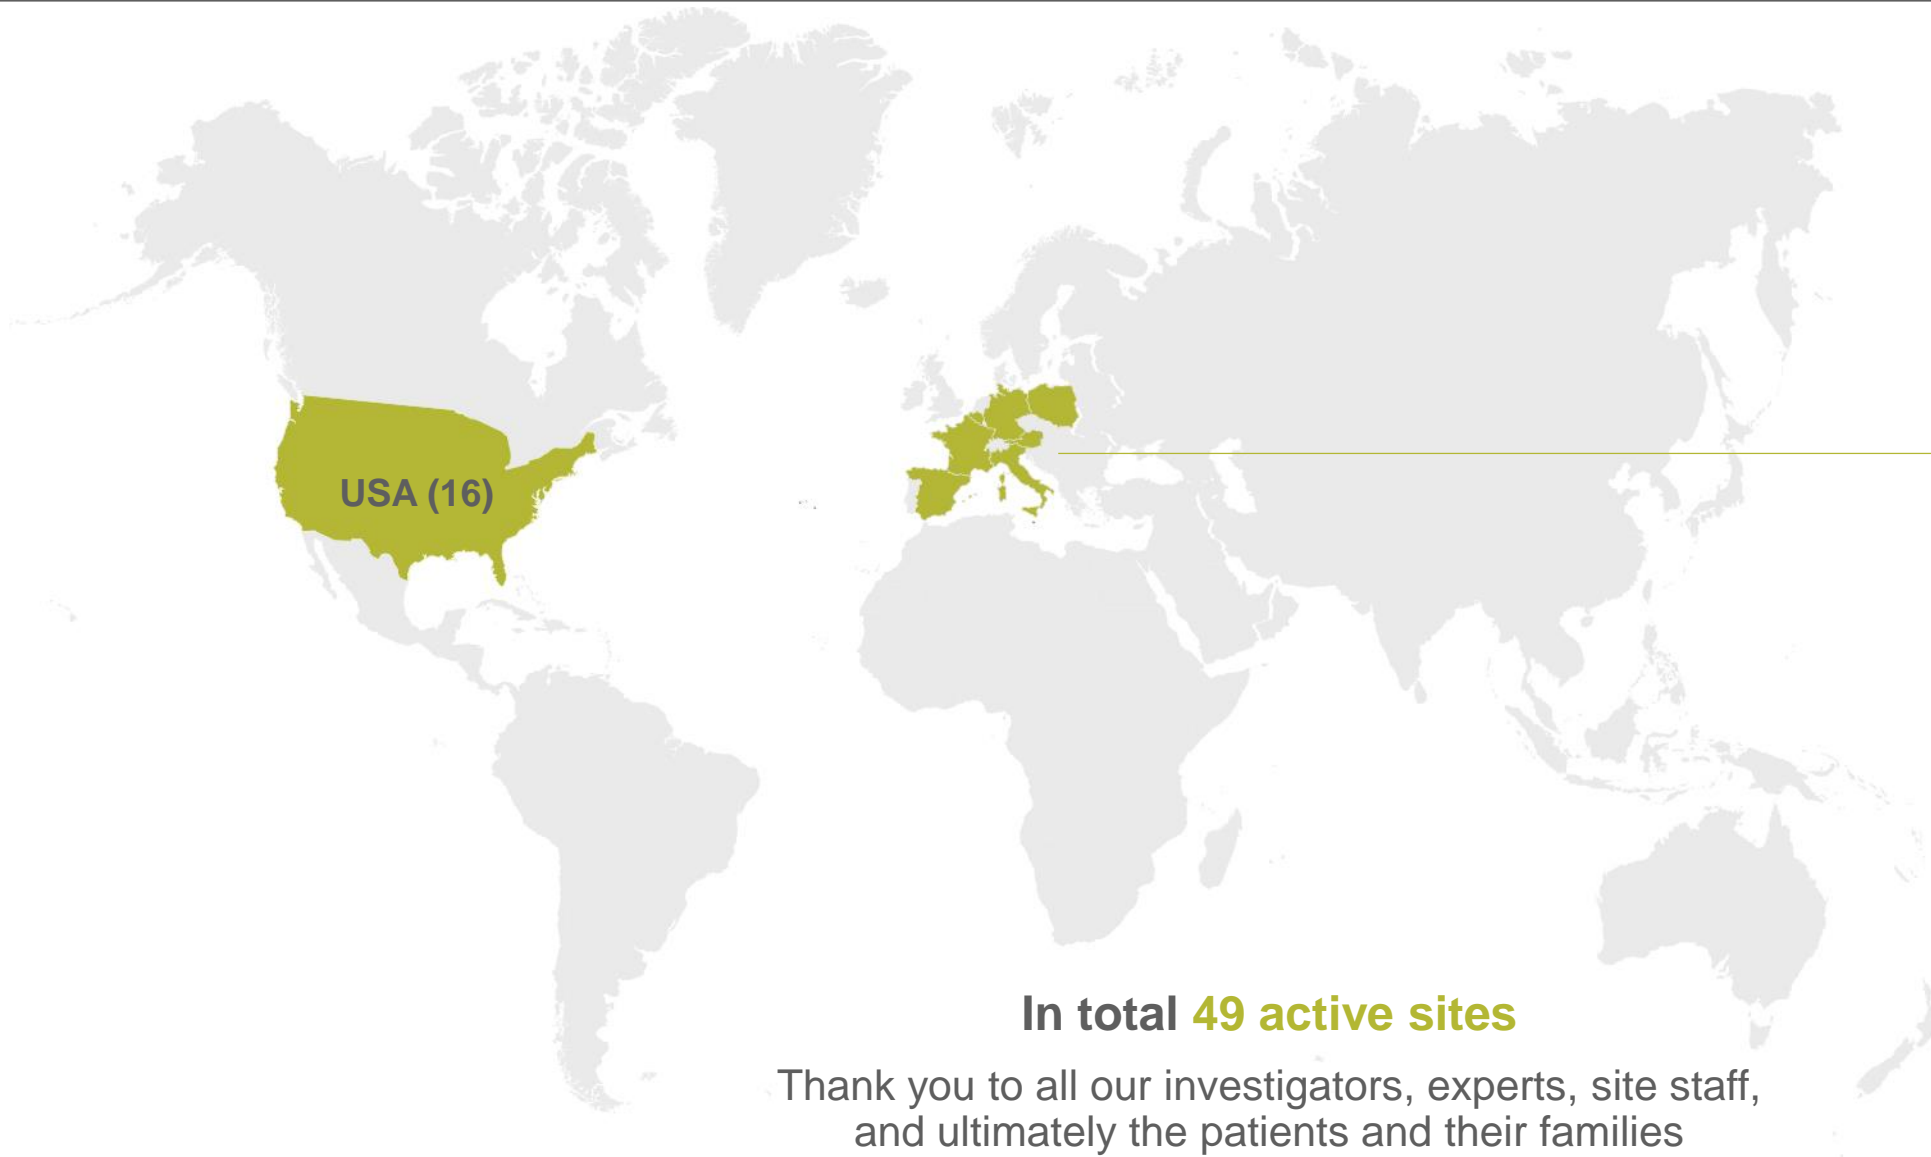 USA (16)
In total 49 active sites
Thank you to all our investigators, experts, site staff,
and ultimately the patients and their families